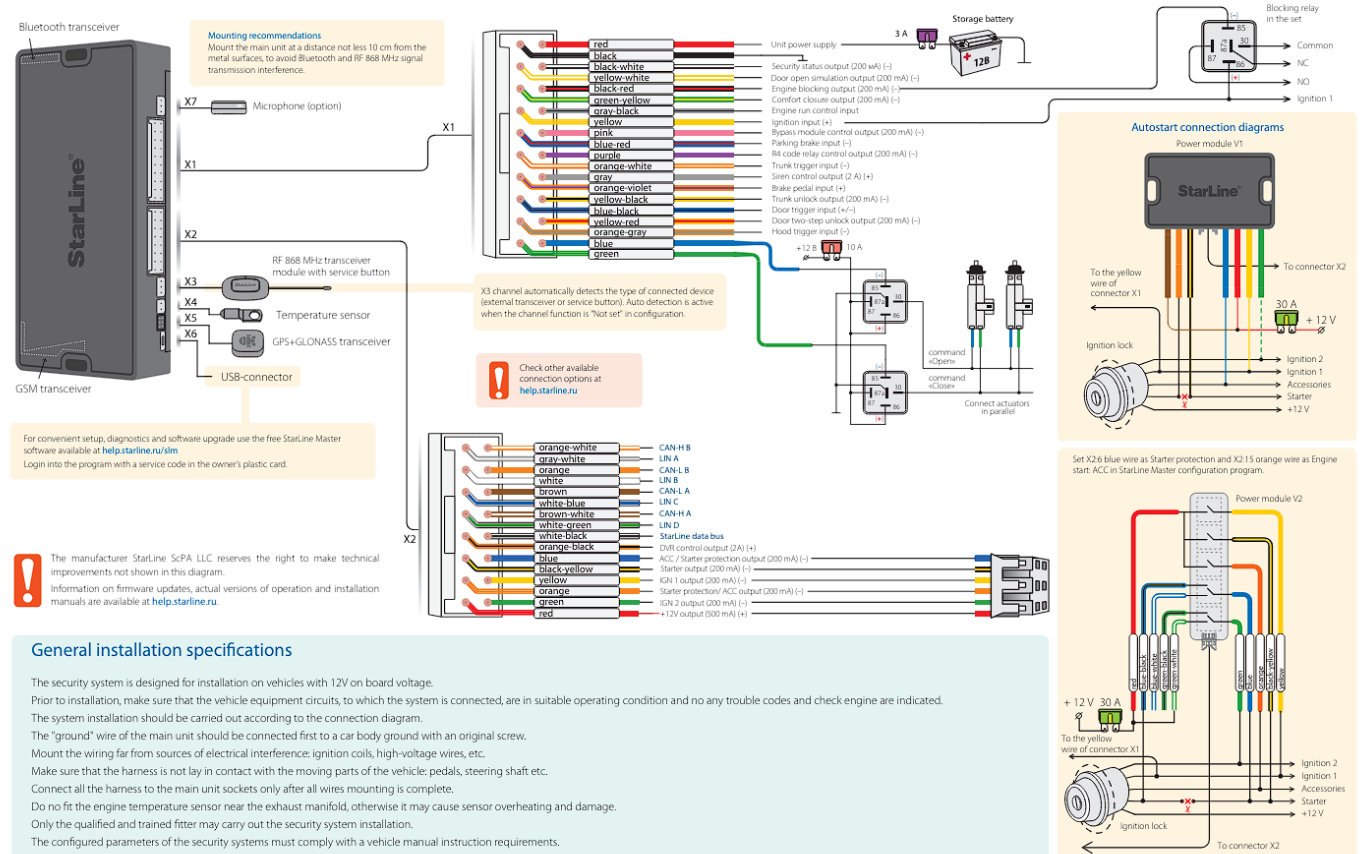 Bluetooth transceiver
StarLine
GSM transceiver
Mounting recommendations
Mount the main unit at a distance not less 10 cm from the
metal surfaces, to avoid Bluetooth and RF 868 MHz signal
transmission interference.
X7
Microphone (option)
X1
X2
X3
X4
X5
X6
RF 868 MHz transceiver
module with service button
StarLine
Temperature sensor
GPS+GLONASS transceiver
USB-connector
For convenient setup, diagnostics and software upgrade use the free StarLine Master
software available at help.starline.ru/slm
Login into the program with a service code in the owner's plastic card.
The manufacturer StarLine ScPA LLC reserves the right to make technical
improvements not shown in this diagram.
Information on firmware updates, actual versions of operation and installation
manuals are available at help.starline.ru.
X1
red
Unit power supply
black
black-white
Security status output (200 мА) (–)
yellow-white
Door open simulation output (200 mA) (–)
black-red
Engine blocking output (200 mA) (–)
green-yellow
Comfort closure output (200 mA) (–)
gray-black
Engine run control input
yellow
Ignition input (+)
pink
Bypass module control output (200 mA) (–)
blue-red
Parking brake input (–)
purple
R4 code relay control output (200 mA) (–)
orange-white
Trunk trigger input (–)
gray
Siren control output (2 A) (+)
orange-violet
Brake pedal input (+)
yellow-black
Trunk unlock output (200 mA) (–)
blue-black
Door trigger input (+/–)
yellow-red
Door two-step unlock output (200 mA) (–)
orange-gray
Hood trigger input (–)
blue
green
3 A
Storage battery
+ 12B
Blocking relay
in the set
(–)
85
87a
30
87
86
(+)
Common
NC
NO
Ignition 1
X3 channel automatically detects the type of connected device
(external transceiver or service button). Auto detection is active
when the channel function is "Not set" in configuration.
Check other available
connection options at
help.starline.ru
+12 B
10 A
(–)
85
30
87a
87
86
(+)
(–)
85
30
87a
87
86
(+)
command
«Open»
command
«Close»
Connect actuators
in parallel
X2
orange-white
CAN-H B
gray-white
LIN A
orange
CAN-L B
white
LIN B
brown
CAN-L A
white-blue
LIN C
brown-white
CAN-H A
white-green
LIN D
white-black
StarLine data bus
orange-black
DVR control output (2A) (+)
blue
ACC / Starter protection output (200 mA) (–)
black-yellow
Starter output (200 mA) (–)
yellow
IGN 1 output (200 mA) (–)
orange
Starter protection/ ACC output (200 mA) (–)
green
IGN 2 output (200 mA) (–)
red
+12V output (500 mA) (+)
Autostart connection diagrams
Power module V1
StarLine
To connector X2
To the yellow
wire of
connector X1
30 A
+ 12 V
Ignition lock
Ignition 2
Ignition 1
Accessories
Starter
+12 V
Set X2:6 blue wire as Starter protection and X2:15 orange wire as Engine
start: ACC in StarLine Master configuration program.
Power module V2
red
blue-black
blue-white
green-black
green-white
green
blue
orange
black-yellow
yellow
+ 12 V 30 A
To the yellow
wire of connector X1
Ignition 2
Ignition 1
Accessories
Starter
+12 V
Ignition lock
To connector X2
General installation specifications
The security system is designed for installation on vehicles with 12V on board voltage.
Prior to installation, make sure that the vehicle equipment circuits, to which the system is connected, are in suitable operating condition and no any trouble codes and check engine are indicated.
The system installation should be carried out according to the connection diagram.
The "ground" wire of the main unit should be connected first to a car body ground with an original screw.
Mount the wiring far from sources of electrical interference: ignition coils, high-voltage wires, etc.
Make sure that the harness is not lay in contact with the moving parts of the vehicle: pedals, steering shaft etc.
Connect all the harness to the main unit sockets only after all wires mounting is complete.
Do no fit the engine temperature sensor near the exhaust manifold, otherwise it may cause sensor overheating and damage.
Only the qualified and trained fitter may carry out the security system installation.
The configured parameters of the security systems must comply with a vehicle manual instruction requirements.